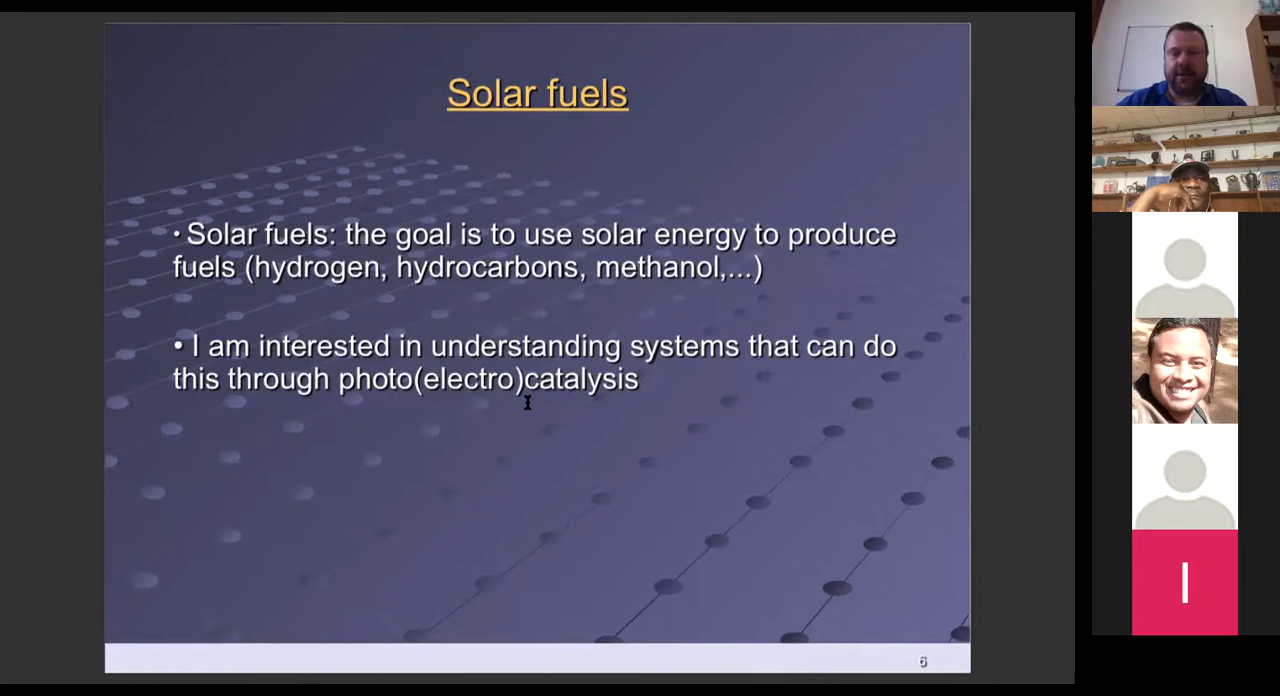 Solar fuels
• Solar fuels: the goal is to use solar energy to produce
fuels (hydrogen, hydrocarbons, methanol,...)
• I am interested in understanding systems that can do
this through photo(electro)catalysis
6
I